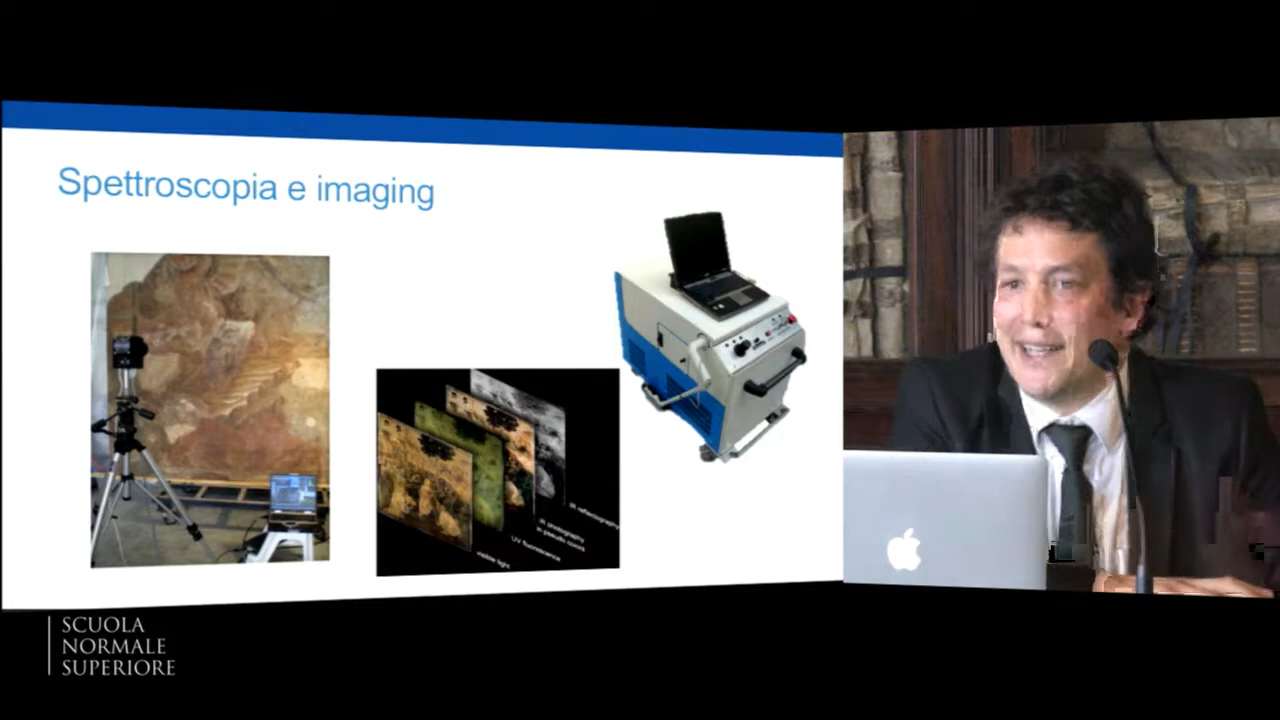 Spettroscopia e imaging
IR reflectography
IR photography
in pseudo colors
UV fluorescence
visible light
SCUOLA
NORMALE
SUPERIORE